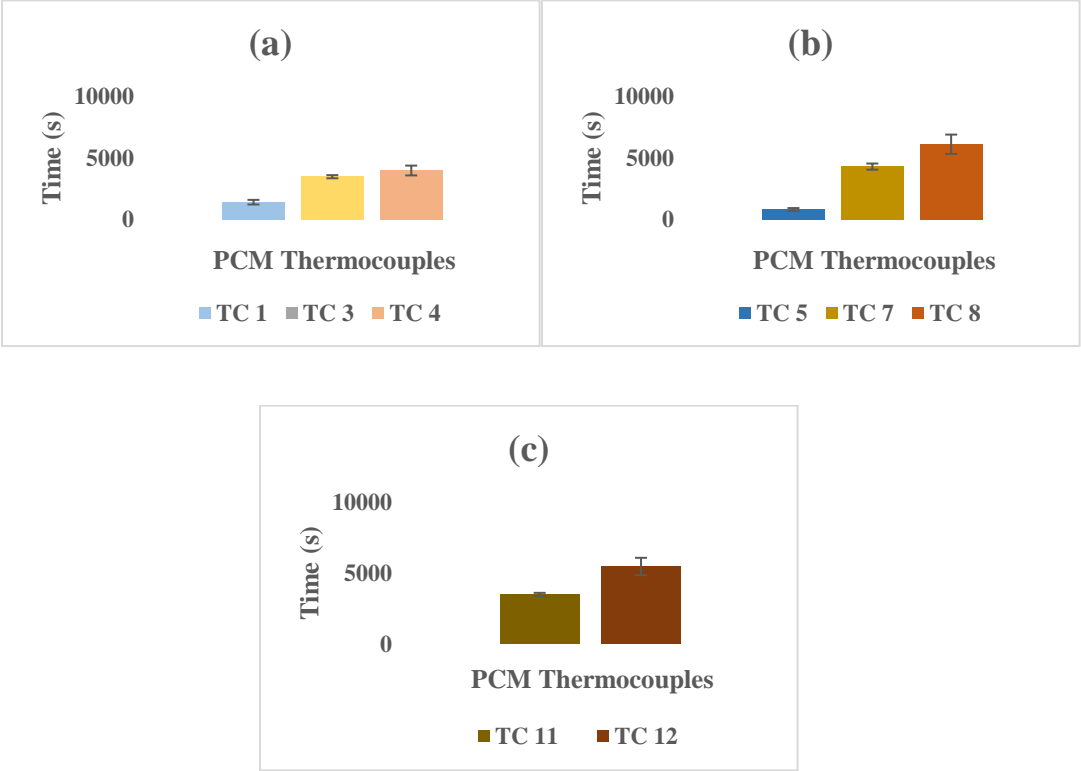 (a)
10000
5000
0
Time (s)
PCM Thermocouples
TC 1 TC 3 TC 4
(b)
10000
5000
0
Time (s)
PCM Thermocouples
TC 5 TC 7 TC 8
(c)
10000
5000
0
Time (s)
PCM Thermocouples
TC 11 TC 12